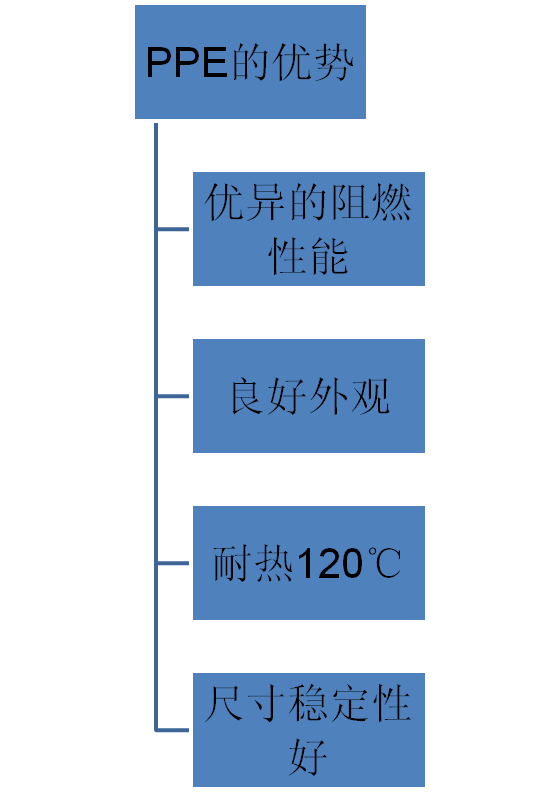 PPE的优势
优异的阻燃
性能
良好外观
耐热120℃
尺寸稳定性
好